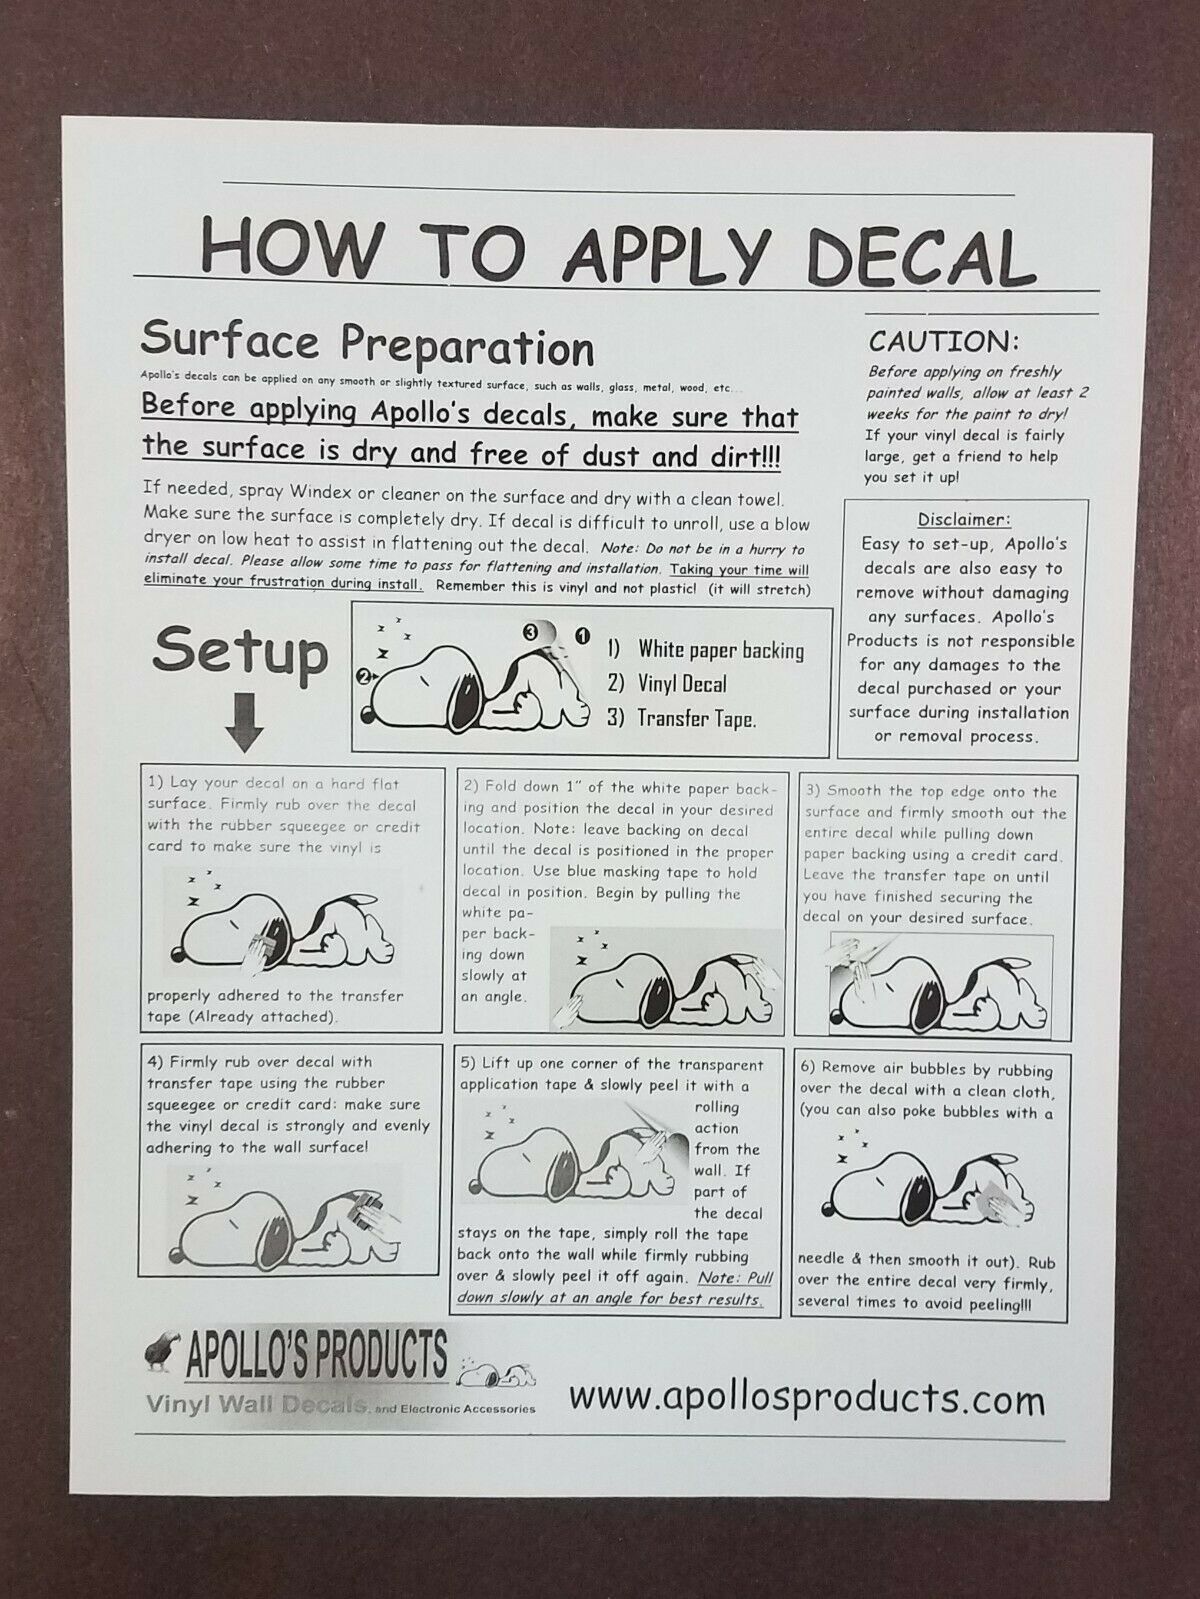 HOW TO APPLY DECAL
Surface Preparation
Apollo's decals can be applied on any smooth or slightly textured surface, such as walls, glass, metal, wood, etc...
Before applying Apollo's decals, make sure that
the surface is dry and free of dust and dirt!!!
If needed, spray Windex or cleaner on the surface and dry with a clean towel.
Make sure the surface is completely dry. If decal is difficult to unroll, use a blow
dryer on low heat to assist in flattening out the decal. Note: Do not be in a hurry to
install decal. Please allow some time to pass for flattening and installation. Taking your time will
eliminate your frustration during install. Remember this is vinyl and not plastic! (it will stretch)
CAUTION:
Before applying on freshly
painted walls, allow at least 2
weeks for the paint to dry!
If your vinyl decal is fairly
large, get a friend to help
you set it up!
Disclaimer:
Easy to set-up, Apollo's
decals are also easy to
remove without damaging
any surfaces. Apollo's
Products is not responsible
for any damages to the
decal purchased or your
surface during installation
or removal process.
Setup
z z z
3 1
2
1) White paper backing
2) Vinyl Decal
3) Transfer Tape.
1) Lay your decal on a hard flat
surface. Firmly rub over the decal
with the rubber squeegee or credit
card to make sure the vinyl is
z z z
properly adhered to the transfer
tape (Already attached).
2) Fold down 1" of the white paper back-
ing and position the decal in your desired
location. Note: leave backing on decal
until the decal is positioned in the proper
location. Use blue masking tape to hold
decal in position. Begin by pulling the
white pa-
per back-
ing down
slowly at
an angle.
z z z
3) Smooth the top edge onto the
surface and firmly smooth out the
entire decal while pulling down
paper backing using a credit card.
Leave the transfer tape on until
you have finished securing the
decal on your desired surface.
z z z
4) Firmly rub over decal with
transfer tape using the rubber
squeegee or credit card: make sure
the vinyl decal is strongly and evenly
adhering to the wall surface!
z z z
5) Lift up one corner of the transparent
application tape & slowly peel it with a
rolling
action
from the
wall. If
part of
the decal
z z z
stays on the tape, simply roll the tape
back onto the wall while firmly rubbing
over & slowly peel it off again. Note: Pull
down slowly at an angle for best results.
6) Remove air bubbles by rubbing
over the decal with a clean cloth,
(you can also poke bubbles with a
z z z
needle & then smooth it out). Rub
over the entire decal very firmly,
several times to avoid peeling!!!
APOLLO'S PRODUCTS
Vinyl Wall Decals, and Electronic Accessories
www.apollosproducts.com